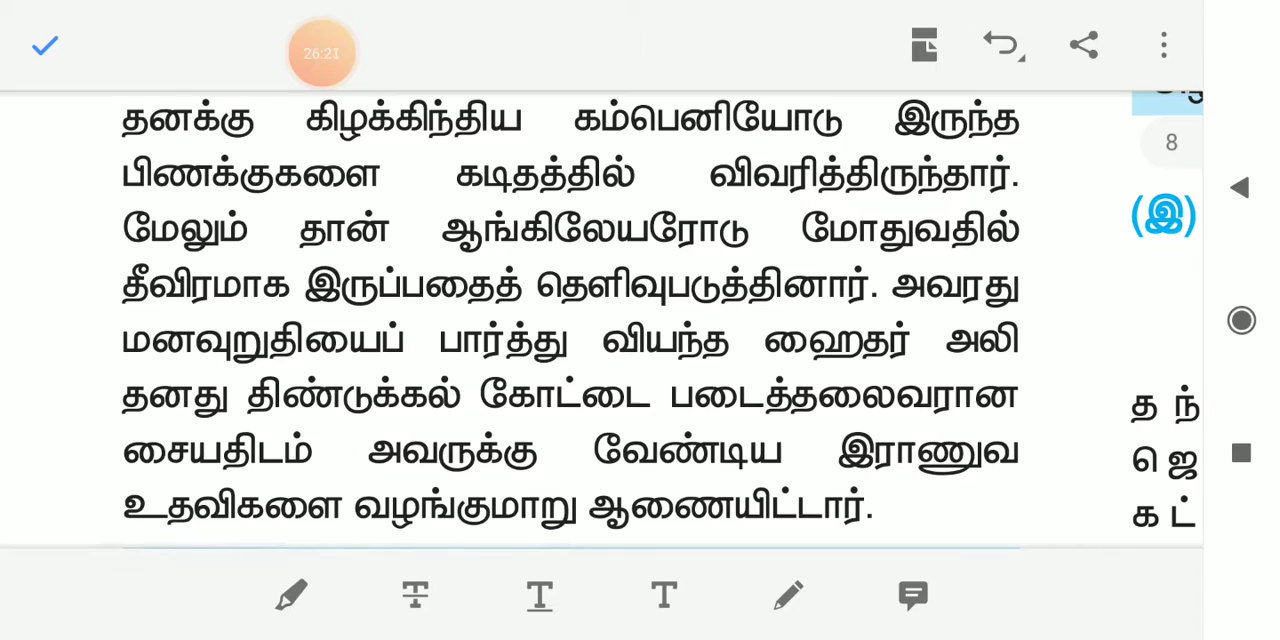 26:21
தனக்கு கிழக்கிந்திய கம்பெனியோடு இருந்த
பிணக்குகளை கடிதத்தில் விவரித்திருந்தார்.
மேலும் தான் ஆங்கிலேயரோடு மோதுவதில்
தீவிரமாக இருப்பதைத் தெளிவுபடுத்தினார். அவரது
மனவுறுதியைப் பார்த்து வியந்த ஹைதர் அலி
தனது திண்டுக்கல் கோட்டை படைத்தலைவரான
சையதிடம் அவருக்கு வேண்டிய இராணுவ
உதவிகளை வழங்குமாறு ஆணையிட்டார்.
8
(இ)
த ந்
ஜெ
க ட்